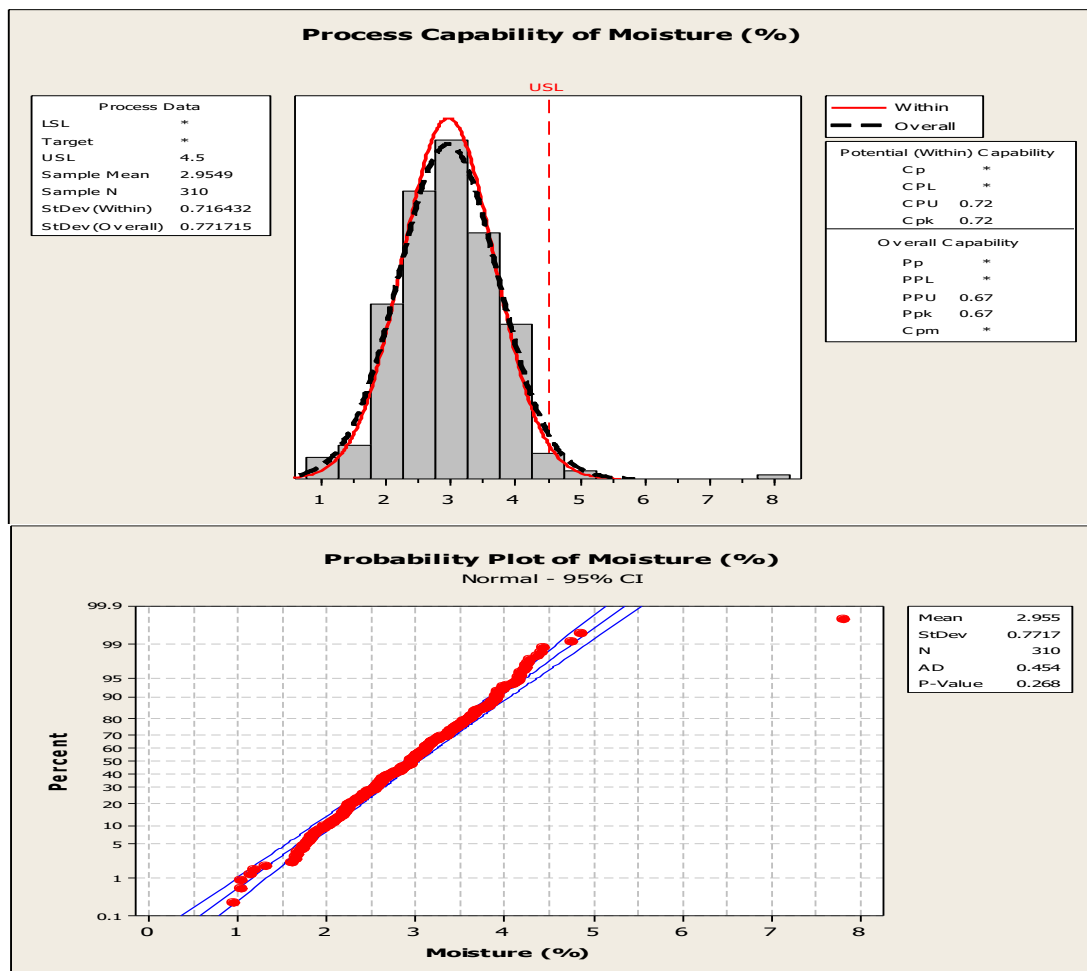 Process Capability of Moisture (%)
USL
Process Data
LSL *
Target *
USL 4.5
Sample Mean 2.9549
Sample N 310
StDev(Within) 0.716432
StDev(Overall) 0.771715
Within
Overall
Potential (Within) Capability
Cp *
CPL *
CPU 0.72
Cpk 0.72
Overall Capability
Pp *
PPL *
PPU 0.67
Ppk 0.67
Cpm *
1 2 3 4 5 6 7 8
Probability Plot of Moisture (%)
Normal - 95% CI
Percent
99.9
99
95
90
80
70
60
50
40
30
20
10
5
1
0.1
0 1 2 3 4 5 6 7 8
Moisture (%)
Mean 2.955
StDev 0.7717
N 310
AD 0.454
P-Value 0.268